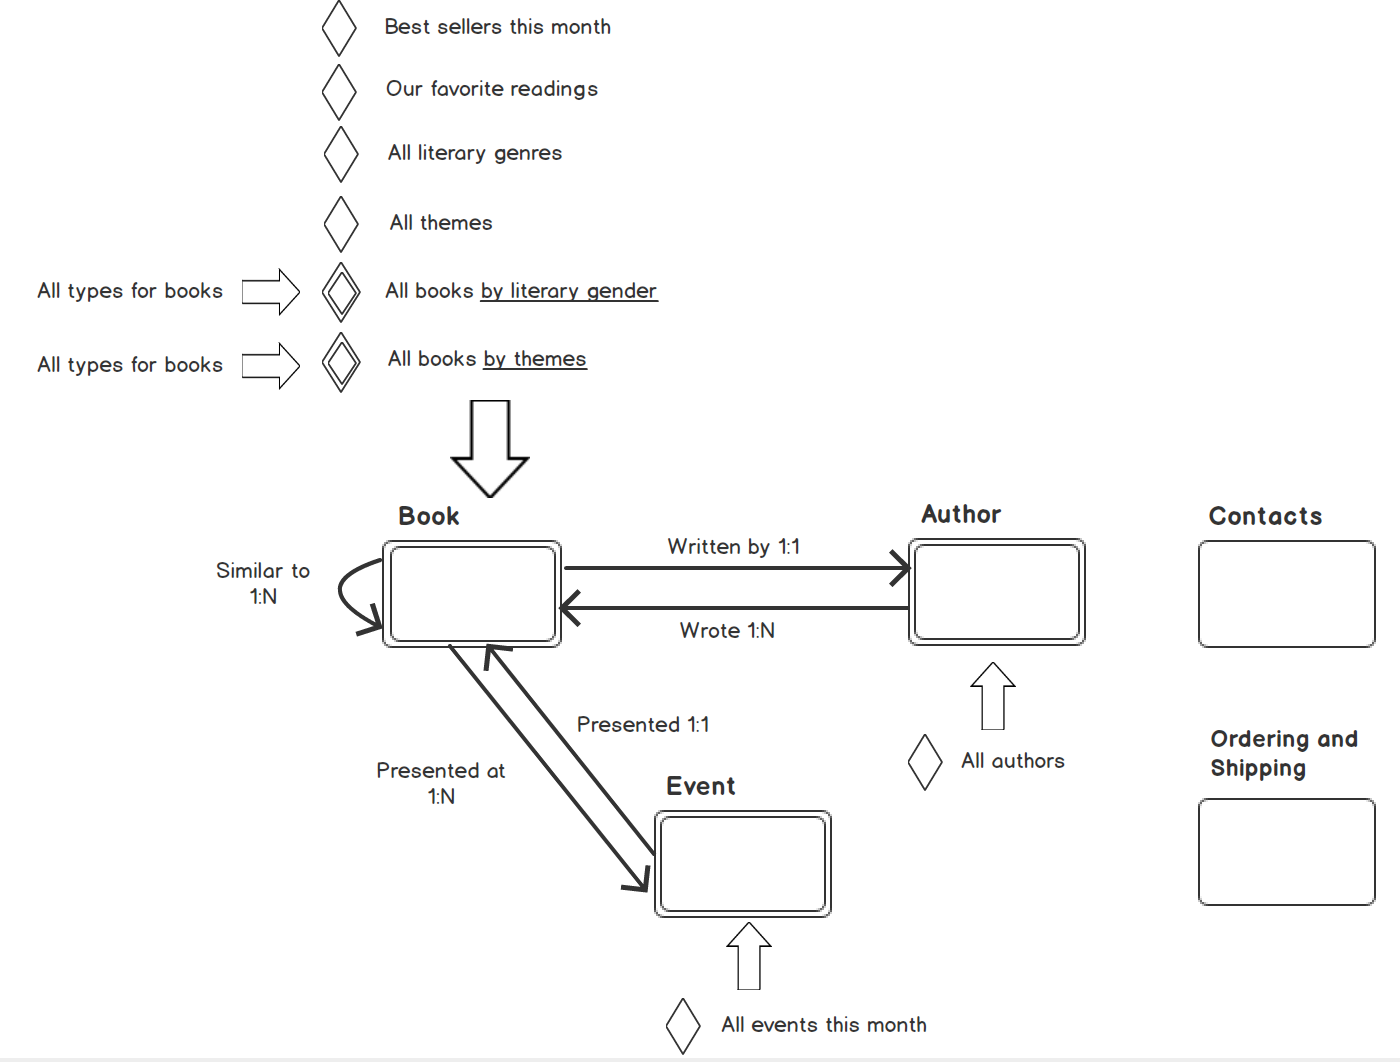 Best sellers this month
Our favorite readings
All literary genres
All themes
All types for books
All books by literary gender
All types for books
All books by themes
Book
Author
Contacts
Similar to
1:N
Written by 1:1
Wrote 1:N
Presented 1:1
Presented at
1:N
All authors
Ordering and
Shipping
Event
All events this month